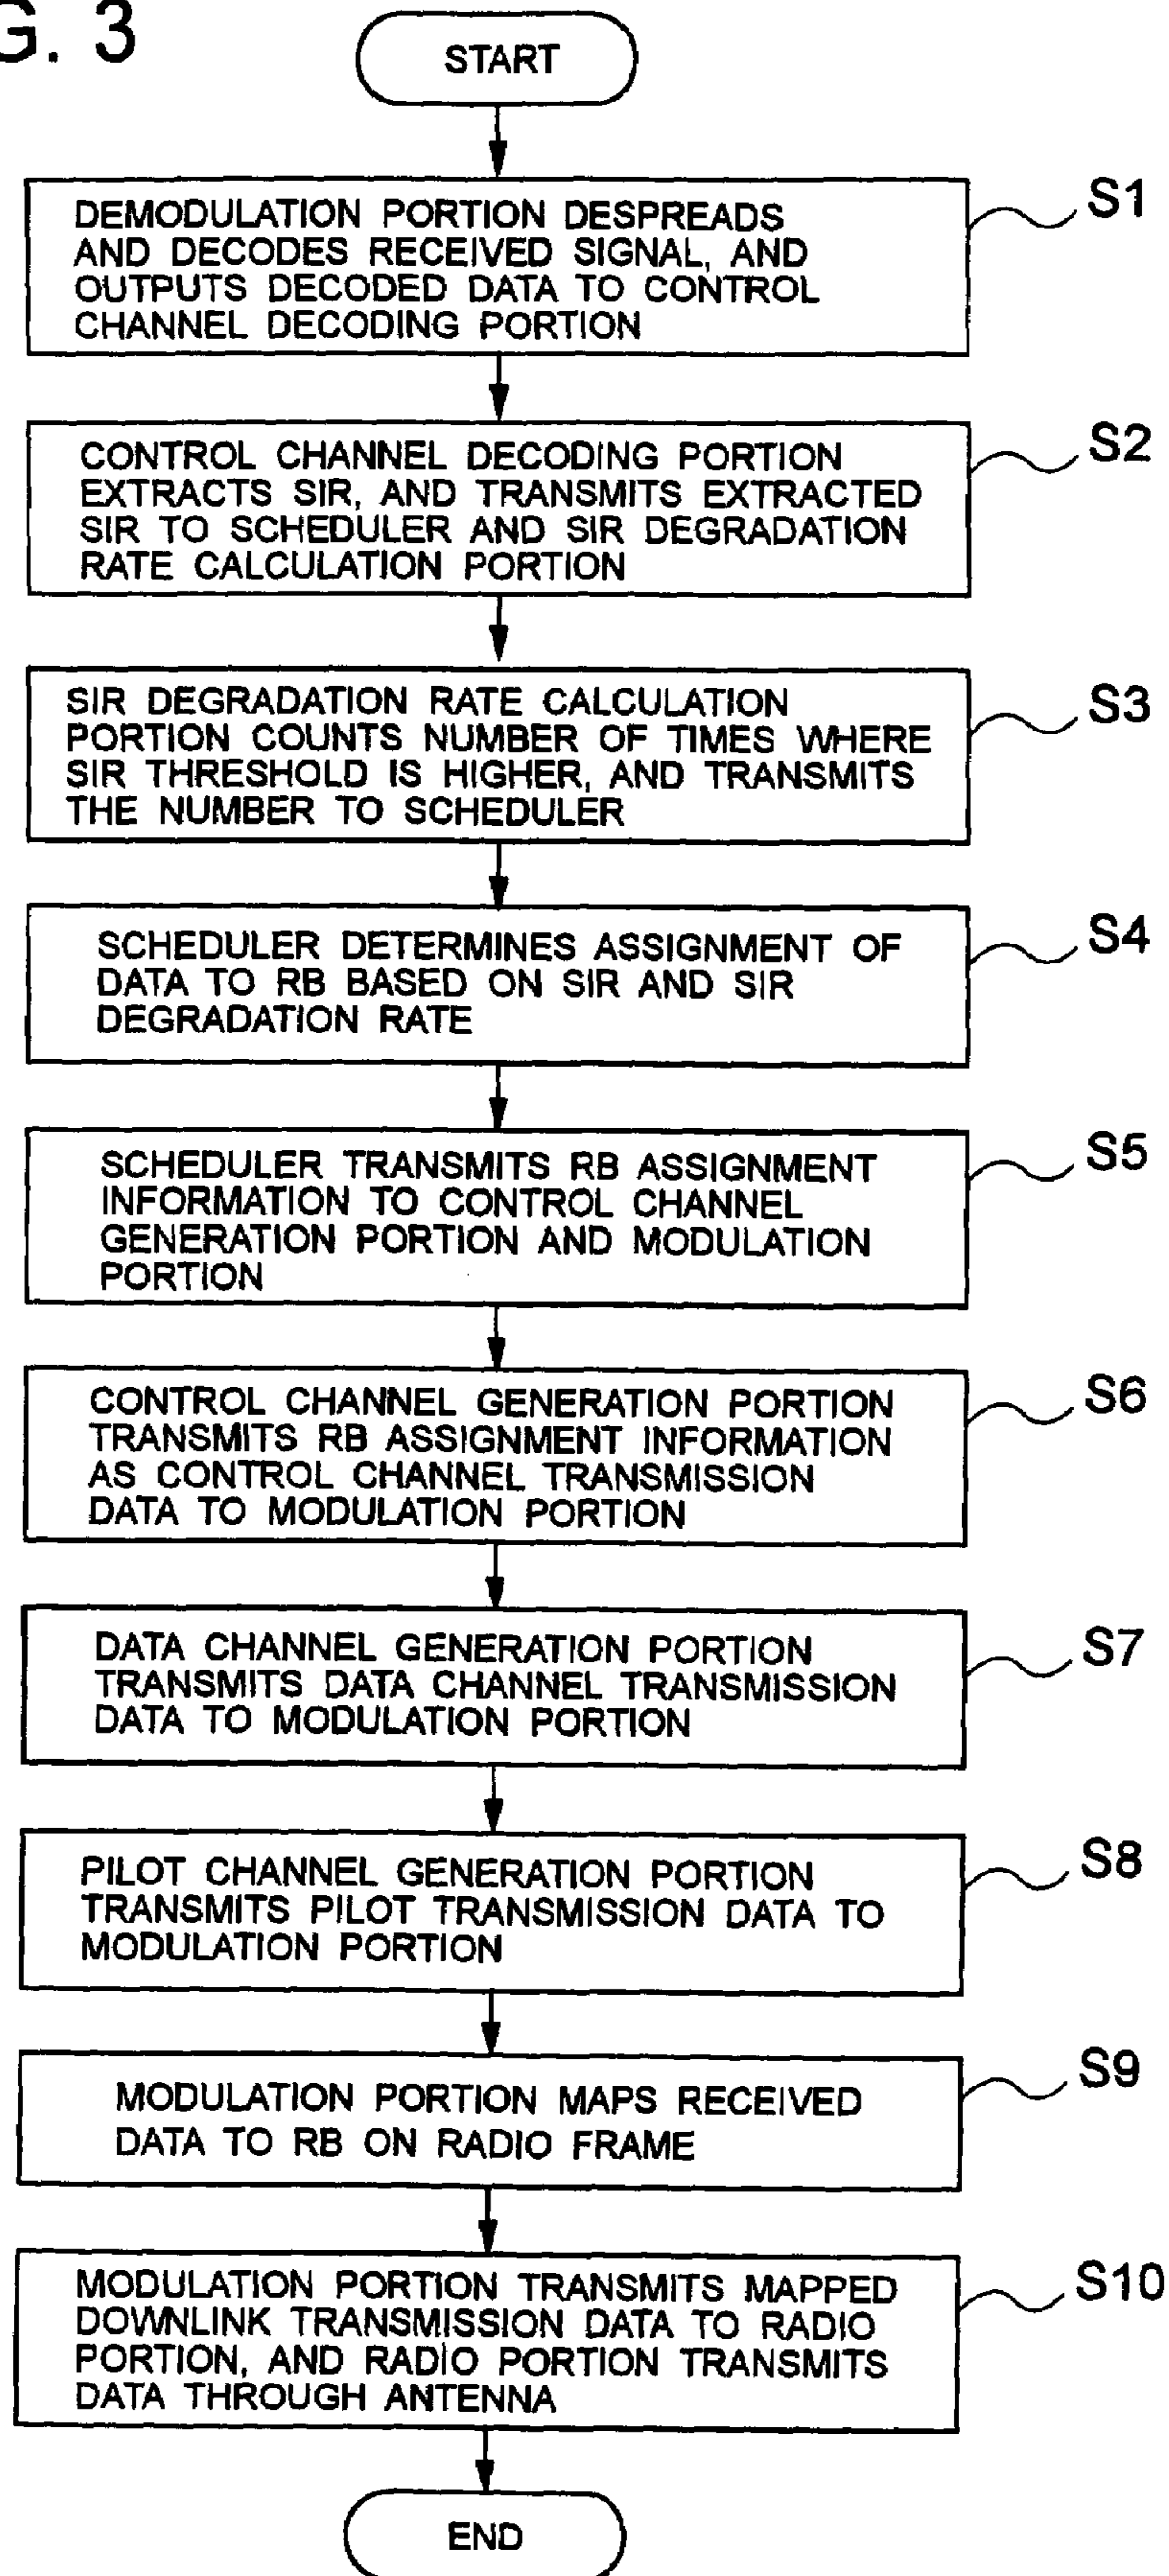 G. 3
START
DEMODULATION PORTION DESPREADS
AND DECODES RECEIVED SIGNAL, AND
OUTPUTS DECODED DATA TO CONTROL
CHANNEL DECODING PORTION
S1
CONTROL CHANNEL DECODING PORTION
EXTRACTS SIR, AND TRANSMITS EXTRACTED
SIR TO SCHEDULER AND SIR DEGRADATION
RATE CALCULATION PORTION
S2
SIR DEGRADATION RATE CALCULATION
PORTION COUNTS NUMBER OF TIMES WHERE
SIR THRESHOLD IS HIGHER, AND TRANSMITS
THE NUMBER TO SCHEDULER
S3
SCHEDULER DETERMINES ASSIGNMENT OF
DATA TO RB BASED ON SIR AND SIR
DEGRADATION RATE
S4
SCHEDULER TRANSMITS RB ASSIGNMENT
INFORMATION TO CONTROL CHANNEL
GENERATION PORTION AND MODULATION
PORTION
S5
CONTROL CHANNEL GENERATION PORTION
TRANSMITS RB ASSIGNMENT INFORMATION
AS CONTROL CHANNEL TRANSMISSION
DATA TO MODULATION PORTION
S6
DATA CHANNEL GENERATION PORTION
TRANSMITS DATA CHANNEL TRANSMISSION
DATA TO MODULATION PORTION
S7
PILOT CHANNEL GENERATION PORTION
TRANSMITS PILOT TRANSMISSION DATA TO
MODULATION PORTION
S8
MODULATION PORTION MAPS RECEIVED
DATA TO RB ON RADIO FRAME
S9
MODULATION PORTION TRANSMITS MAPPED
DOWNLINK TRANSMISSION DATA TO RADIO
PORTION, AND RADIO PORTION TRANSMITS
DATA THROUGH ANTENNA
S10
END